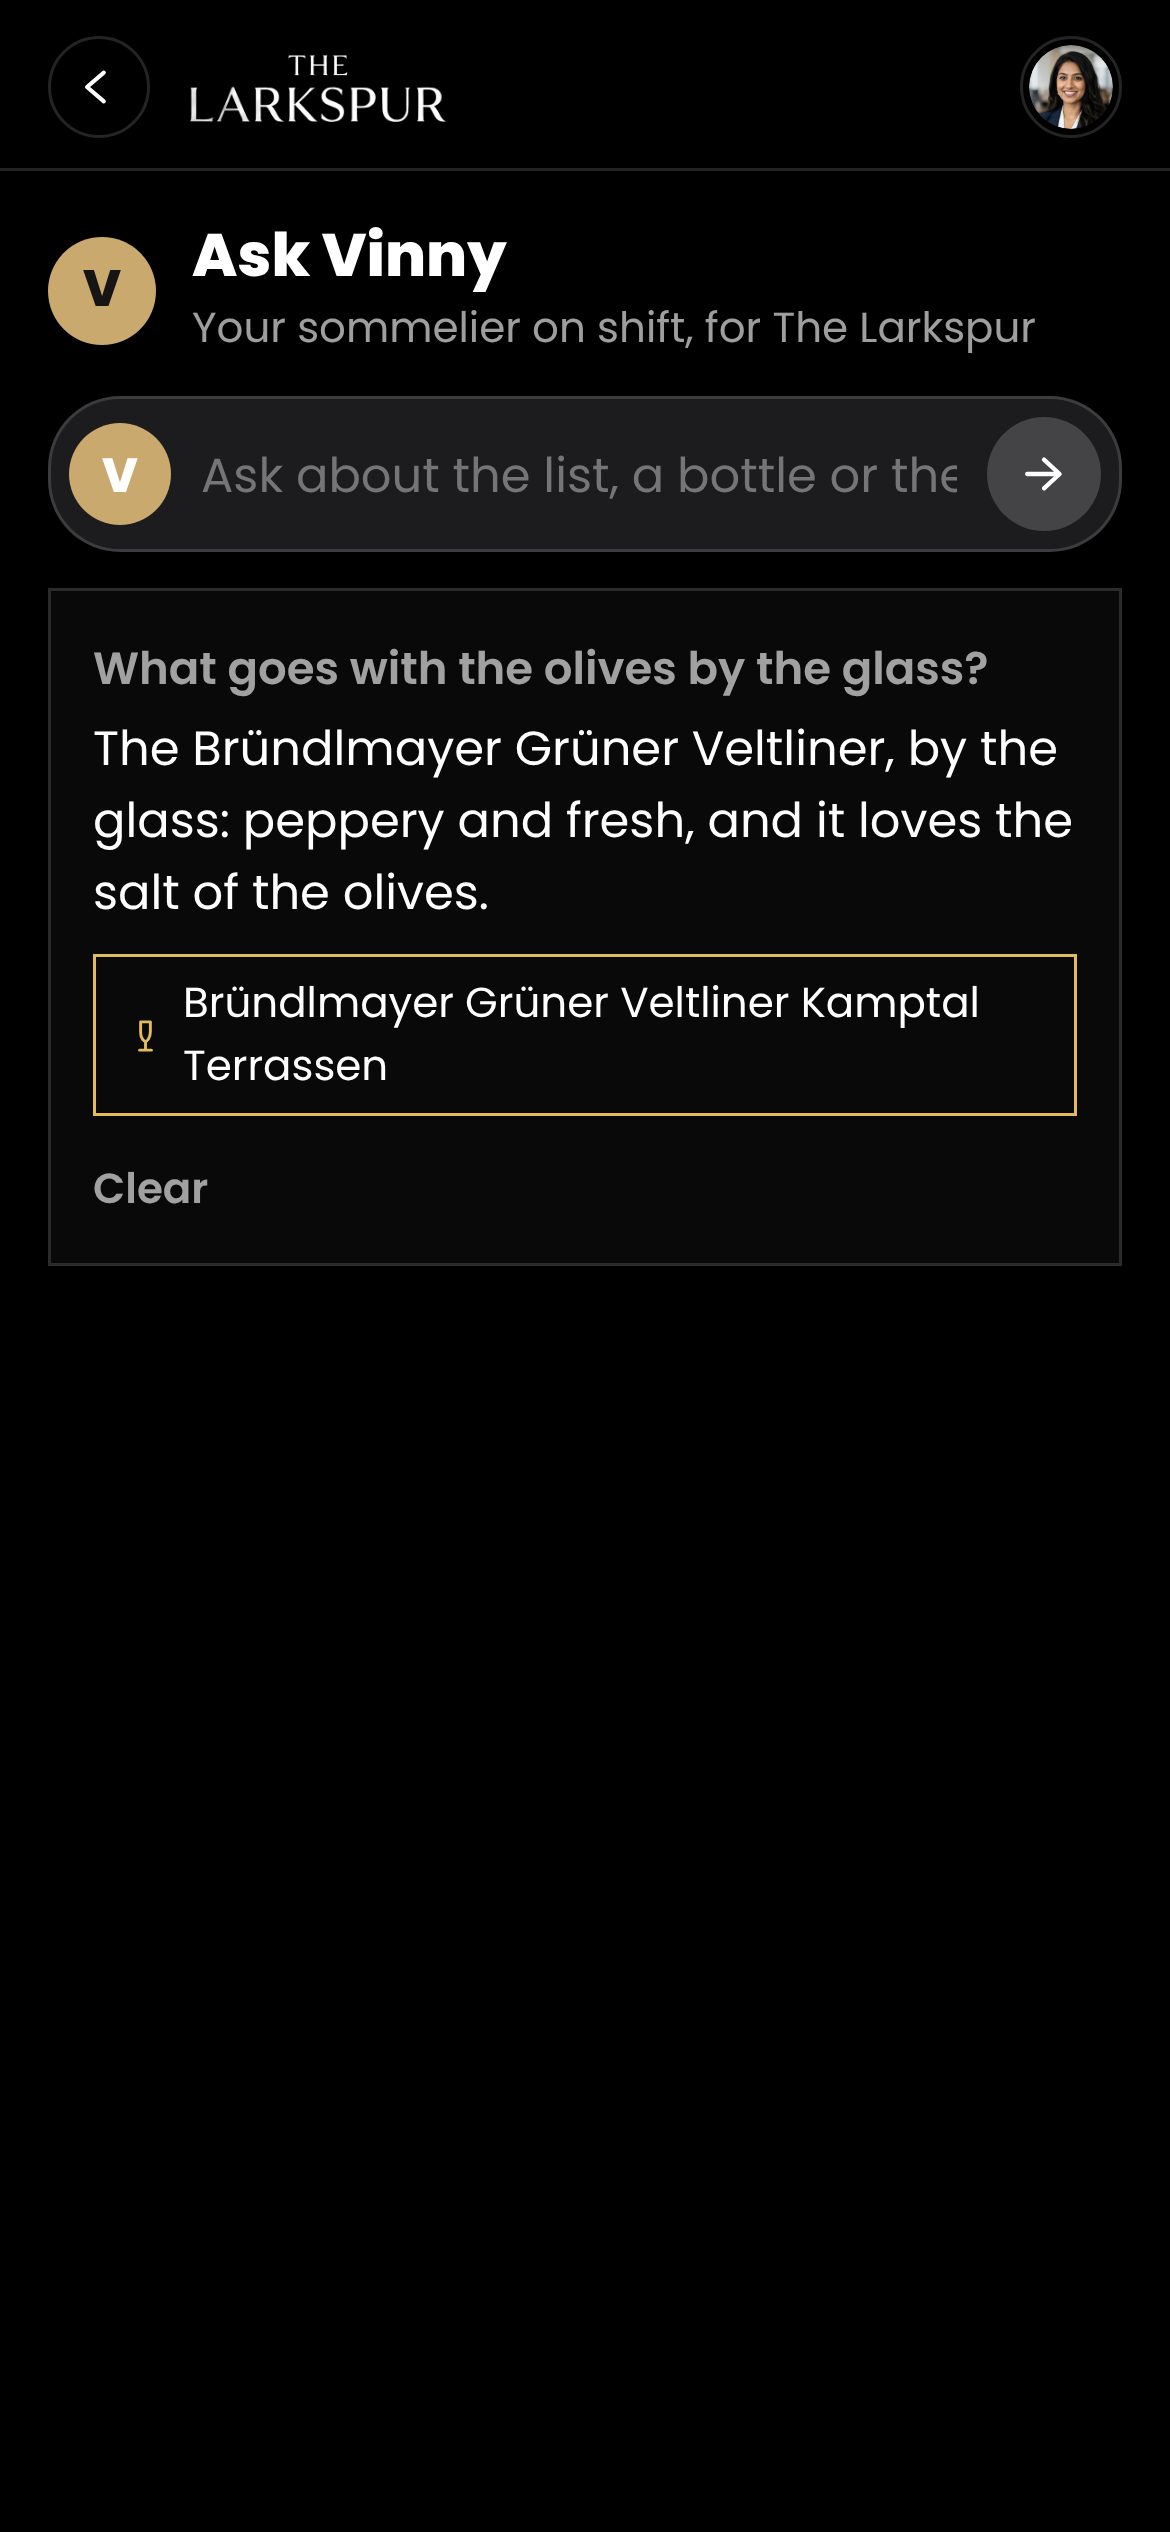 THE
LARKSPUR
V
Ask Vinny
Your sommelier on shift, for The Larkspur
V
Ask about the list, a bottle or the
What goes with the olives by the glass?
The Bründlmayer Grüner Veltliner, by the
glass: peppery and fresh, and it loves the
salt of the olives.
Bründlmayer Grüner Veltliner Kamptal
Terrassen
Clear